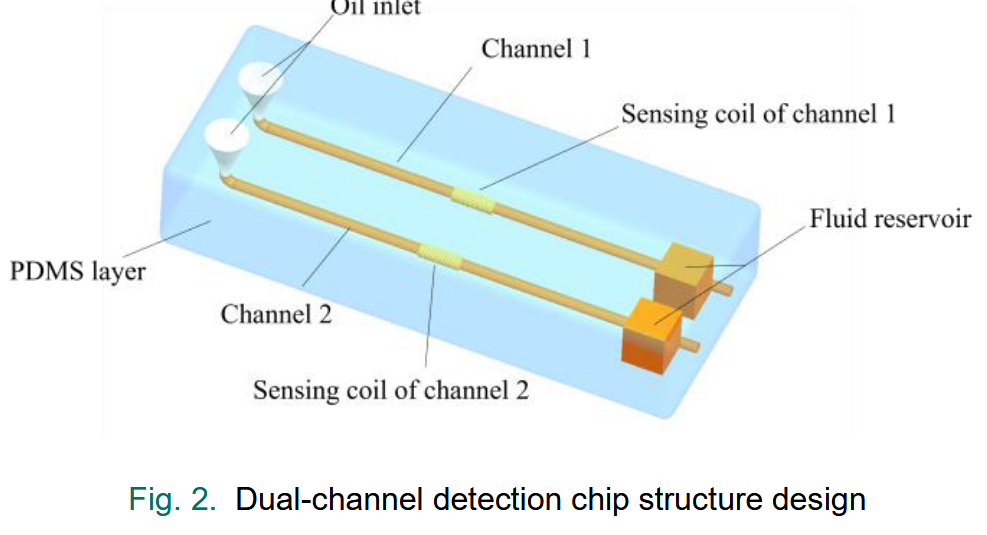 Oil inlet
Channel 1
Sensing coil of channel 1
Fluid reservoir
PDMS layer
Channel 2
Sensing coil of channel 2
Fig. 2. Dual-channel detection chip structure design